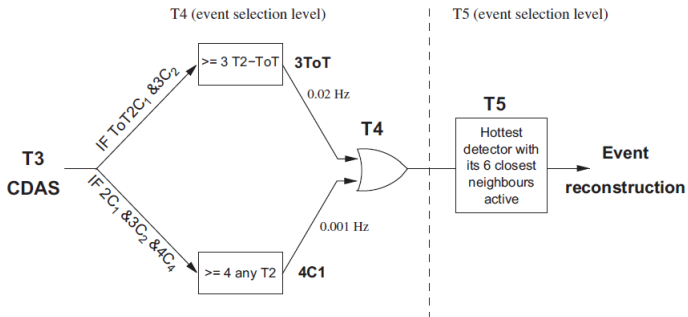 T4 (event selection level)
T5 (event selection level)
>= 3 T2−ToT
3ToT
IF ToT2C₁ &3C₂
0.02 Hz
T4
T3
CDAS
T5
Hottest
detector with
its 6 closest
neighbours
active
Event
reconstruction
IF 2C₁ &3C₂ &4C₄
0.001 Hz
>= 4 any T2
4C1